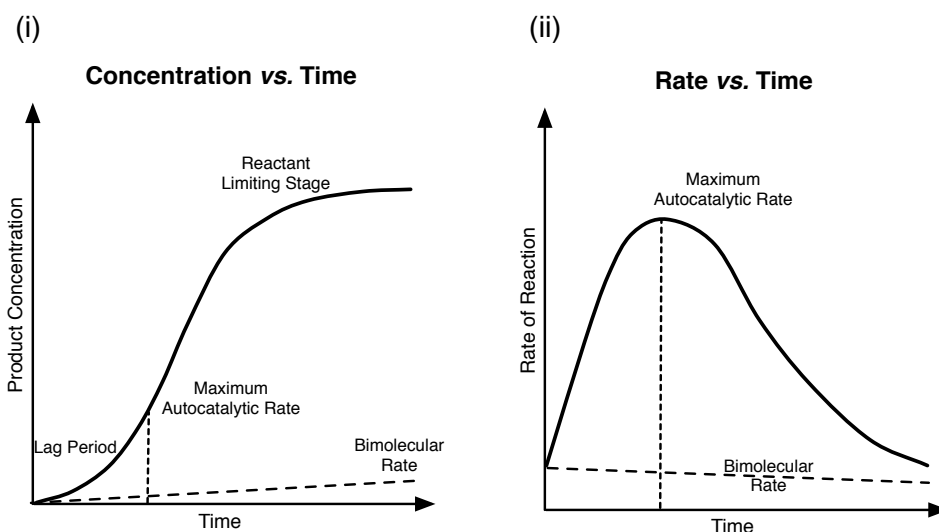 (i)
Concentration vs. Time
Product Concentration
Reactant
Limiting Stage
Maximum
Autocatalytic Rate
Lag Period
Bimolecular
Rate
Time
(ii)
Rate vs. Time
Rate of Reaction
Maximum
Autocatalytic Rate
Bimolecular
Rate
Time